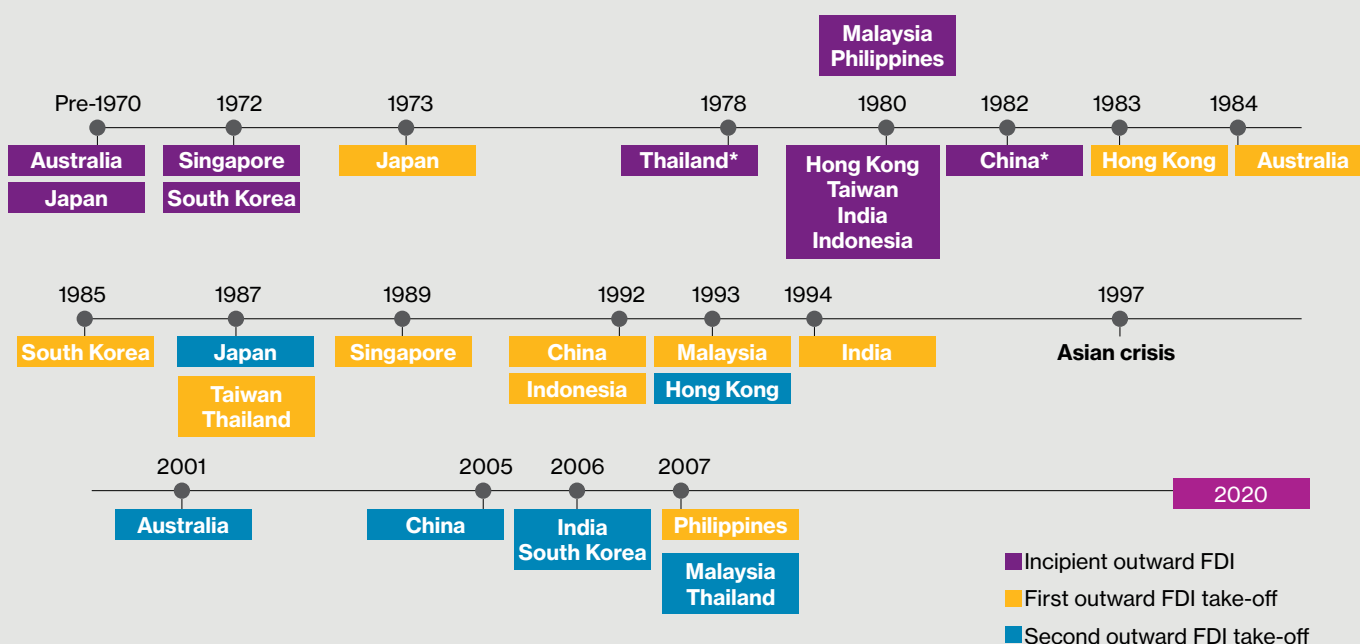 Malaysia
Philippines
Pre-1970 1972 1973 1978 1980 1982 1983 1984
Australia Singapore Japan Thailand* Hong Kong China* Hong Kong Australia
Japan South Korea Taiwan
India
Indonesia
1985 1987 1989 1992 1993 1994 1997
South Korea Japan Singapore China Malaysia India Asian crisis
Taiwan Indonesia Hong Kong
Thailand
2001 2005 2006 2007
2020
Australia China India Philippines
South Korea
Malaysia
Thailand
Incipient outward FDI
First outward FDI take-off
Second outward FDI take-off